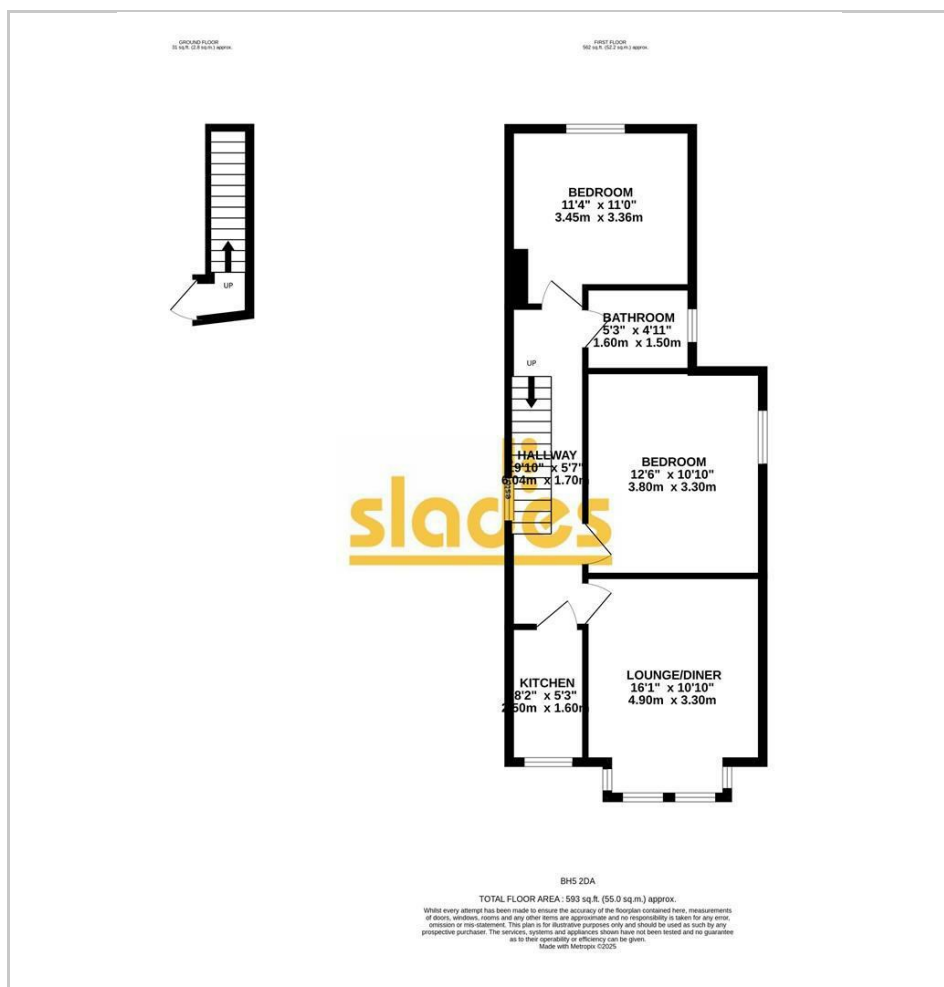 GROUND FLOOR
31 sq.ft. (2.8 sq.m.) approx.
FIRST FLOOR
562 sq.ft. (52.2 sq.m.) approx.
BEDROOM
11'4" x 11'0"
3.45m x 3.36m
UP
BATHROOM
5'3" x 4'11"
1.60m x 1.50m
UP
HALLWAY
19'10" x 5'7"
6.04m x 1.70m
BEDROOM
12'6" x 10'10"
3.80m x 3.30m
slades
LOUNGE/DINER
16'1" x 10'10"
4.90m x 3.30m
KITCHEN
8'2" x 5'3"
2.50m x 1.60m
BH5 2DA
TOTAL FLOOR AREA : 593 sq.ft. (55.0 sq.m.) approx.
Whilst every attempt has been made to ensure the accuracy of the floorplan contained here, measurements
of doors, windows, rooms and any other items are approximate and no responsibility is taken for any error,
omission or mis-statement. This plan is for illustrative purposes only and should be used as such by any
prospective purchaser. The services, systems and appliances shown have not been tested and no guarantee
as to their operability or efficiency can be given.
Made with Metropix ©2025